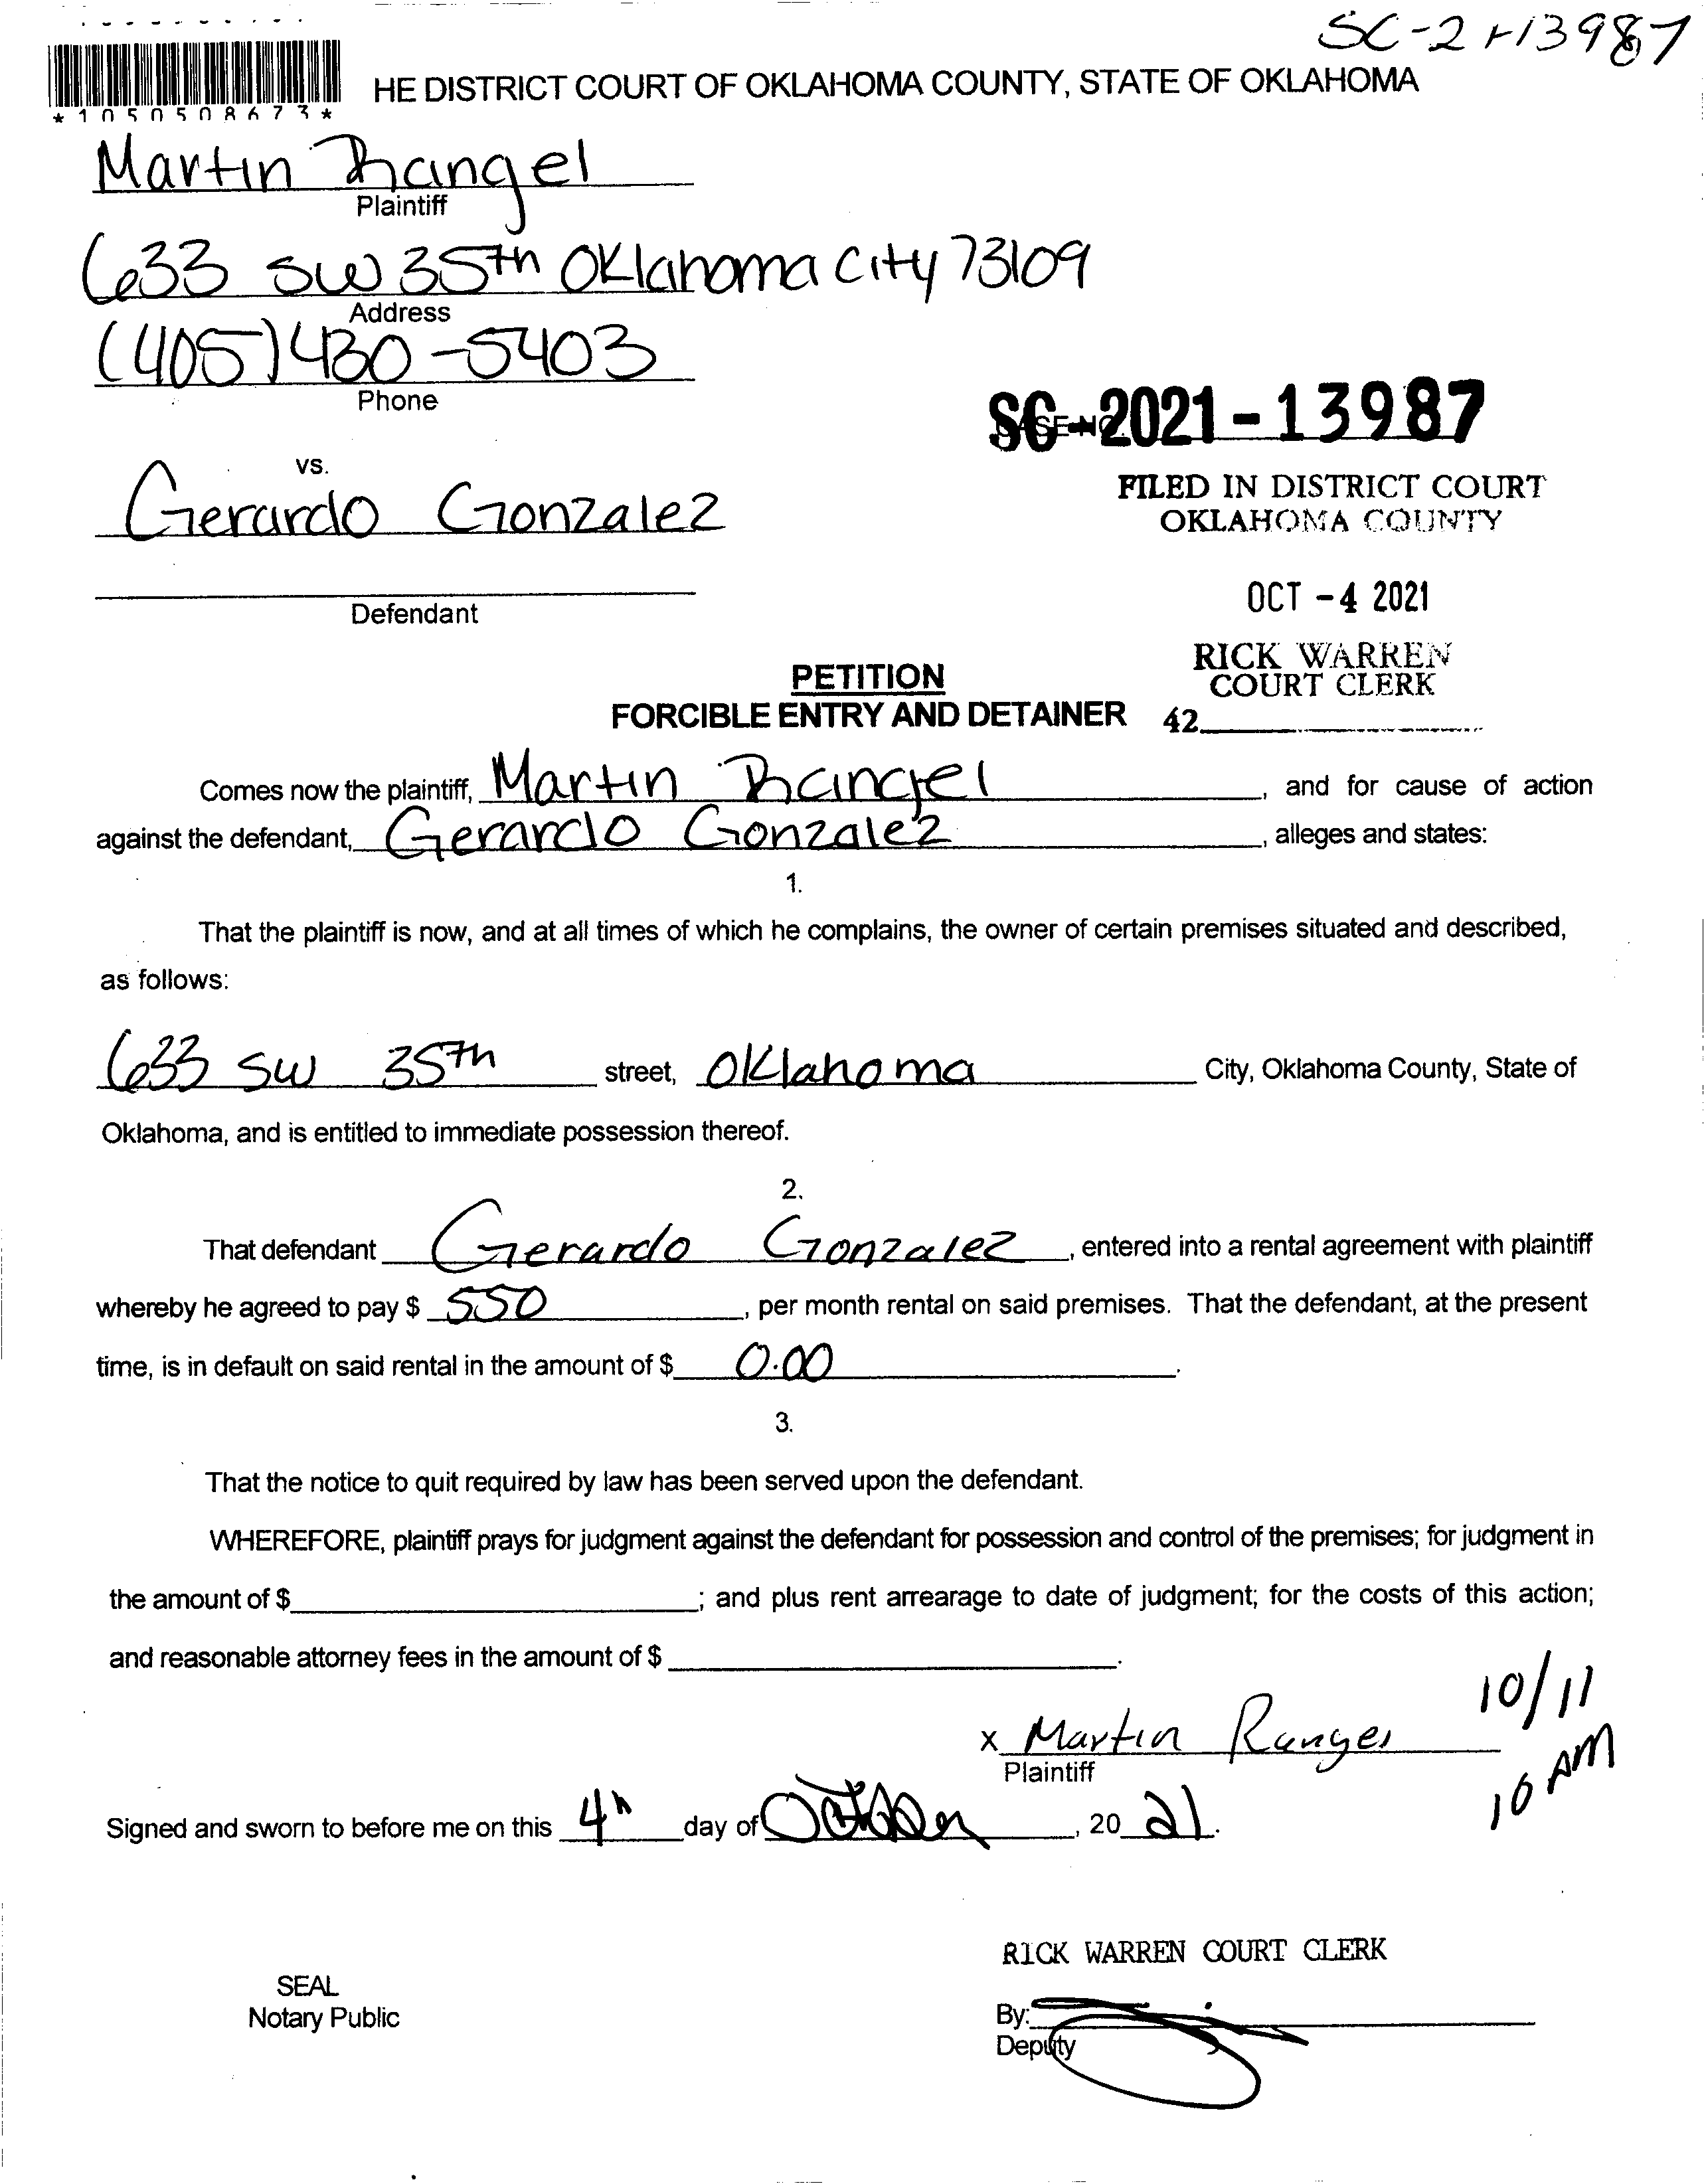 SC-21-13987
HE DISTRICT COURT OF OKLAHOMA COUNTY, STATE OF OKLAHOMA
*1050508673*
Martin Rangel
Plaintiff
633 SW 35th Oklahoma City 73109
Address
(405) 430-5403
Phone
SC-2021-13987
vs.
FILED IN DISTRICT COURT
Gerardo Gonzalez
OKLAHOMA COUNTY
OCT -4 2021
Defendant
RICK WARREN
PETITION
COURT CLERK
FORCIBLE ENTRY AND DETAINER 42
Comes now the plaintiff, Martin Rangel, and for cause of action
against the defendant, Gerardo Gonzalez, alleges and states:
1.
That the plaintiff is now, and at all times of which he complains, the owner of certain premises situated and described,
as follows:
633 SW 35th street, Oklahoma City, Oklahoma County, State of
Oklahoma, and is entitled to immediate possession thereof.
2.
That defendant Gerardo Gonzalez, entered into a rental agreement with plaintiff
whereby he agreed to pay $ 550, per month rental on said premises. That the defendant, at the present
time, is in default on said rental in the amount of $ 0.00.
3.
That the notice to quit required by law has been served upon the defendant.
WHEREFORE, plaintiff prays for judgment against the defendant for possession and control of the premises; for judgment in
the amount of $; and plus rent arrearage to date of judgment; for the costs of this action;
and reasonable attorney fees in the amount of $.
10/11
x Martin Rangel
Plaintiff
10 AM
Signed and sworn to before me on this 4th day of October, 2021.
RICK WARREN COURT CLERK
SEAL
Notary Public
By:
Deputy